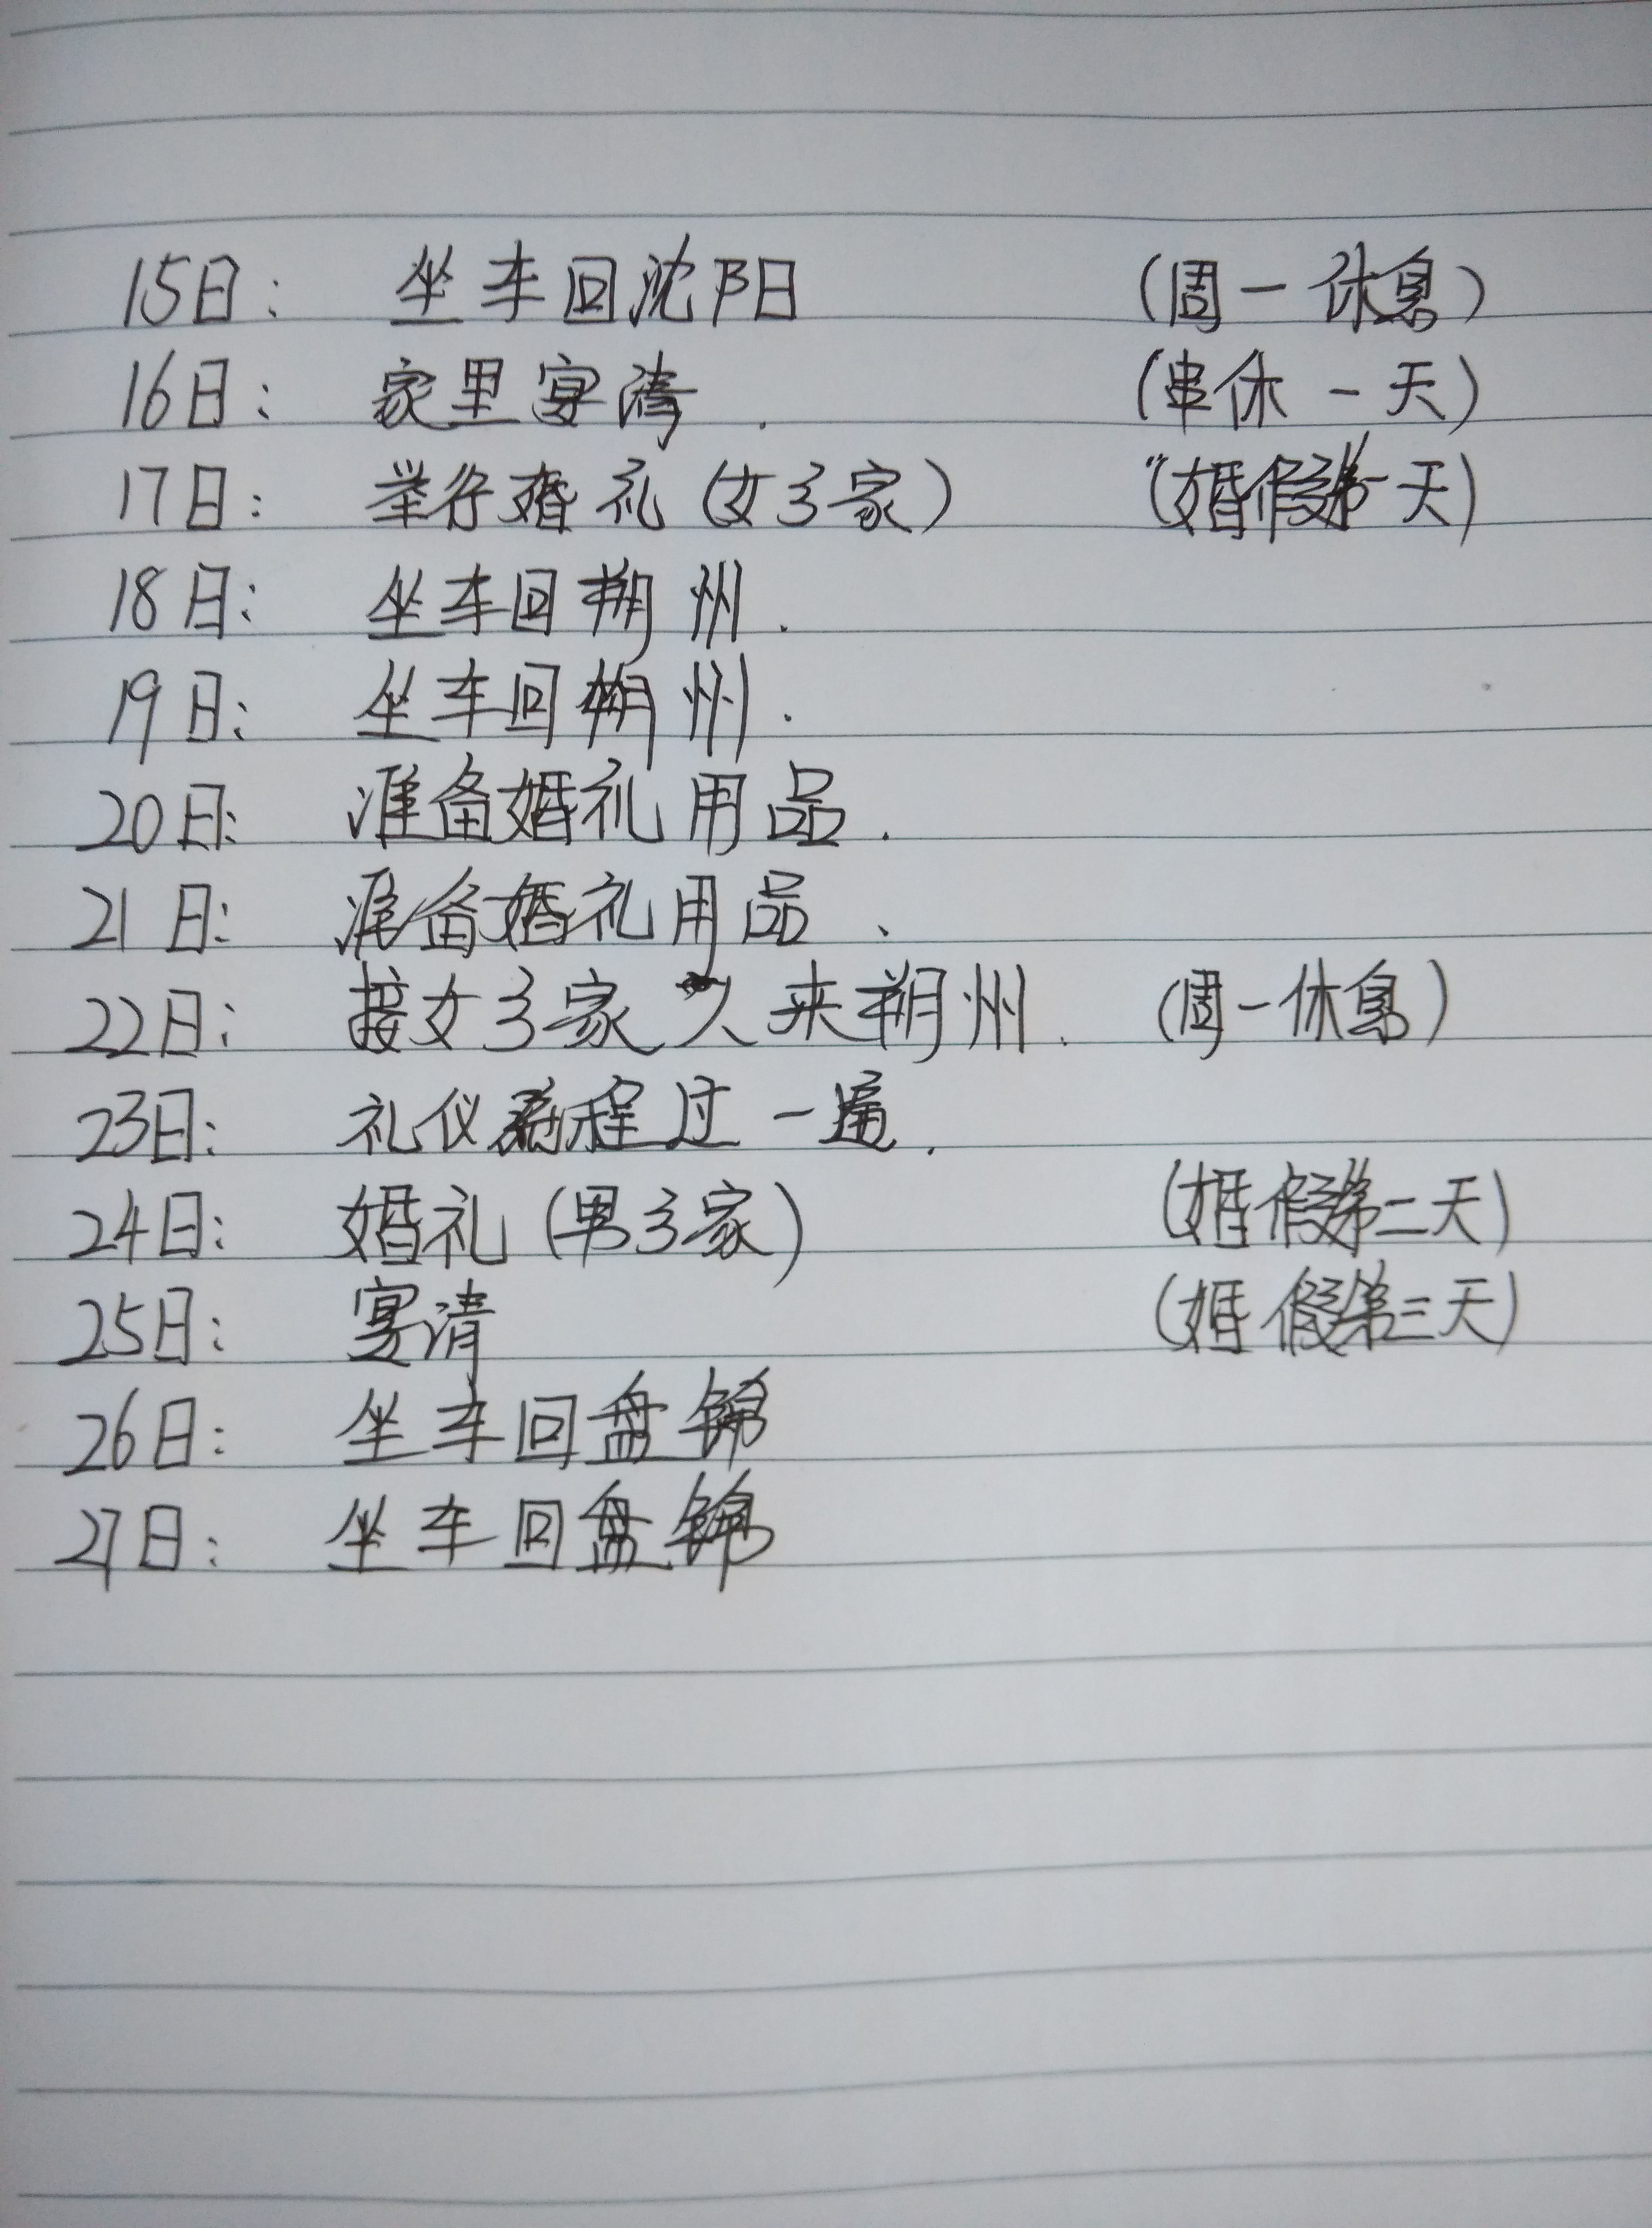 15日: 坐车回沈阳 (周一休息)
16日: 家里宴请. (串休一天)
17日: 举行婚礼 (女方家) (婚假第一天)
18日: 坐车回朔州.
19日: 坐车回朔州.
20日: 准备婚礼用品.
21日: 准备婚礼用品、
22日: 接女方家人来朔州. (周一休息)
23日: 礼仪流程过一遍.
24日: 婚礼 (男方家) (婚假第二天)
25日: 宴请 (婚假第三天)
26日: 坐车回盘锦
27日: 坐车回盘锦